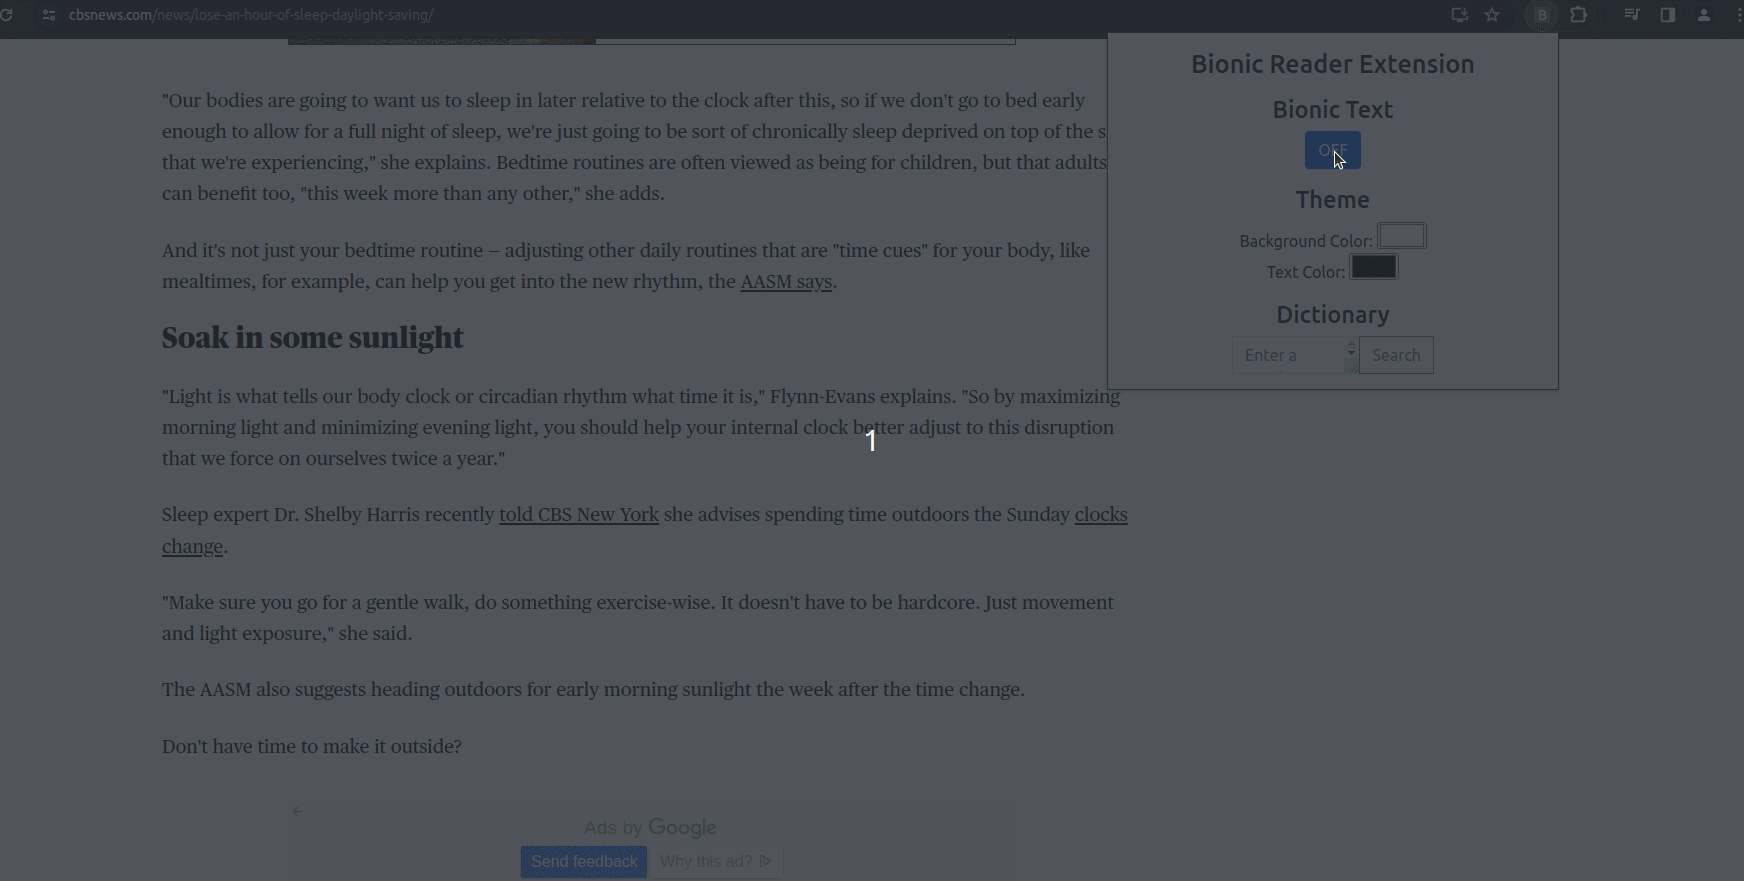 cbsnews.com/news/lose-an-hour-of-sleep-daylight-saving/
B
Bionic Reader Extension
Bionic Text
OFF
Theme
Background Color:
Text Color:
Dictionary
Enter a
Search
"Our bodies are going to want us to sleep in later relative to the clock after this, so if we don't go to bed early
enough to allow for a full night of sleep, we're just going to be sort of chronically sleep deprived on top of the s
that we're experiencing," she explains. Bedtime routines are often viewed as being for children, but that adults
can benefit too, "this week more than any other," she adds.
And it's not just your bedtime routine — adjusting other daily routines that are "time cues" for your body, like
mealtimes, for example, can help you get into the new rhythm, the AASM says.
Soak in some sunlight
"Light is what tells our body clock or circadian rhythm what time it is," Flynn-Evans explains. "So by maximizing
morning light and minimizing evening light, you should help your internal clock better adjust to this disruption
that we force on ourselves twice a year."
1
Sleep expert Dr. Shelby Harris recently told CBS New York she advises spending time outdoors the Sunday clocks
change.
"Make sure you go for a gentle walk, do something exercise-wise. It doesn't have to be hardcore. Just movement
and light exposure," she said.
The AASM also suggests heading outdoors for early morning sunlight the week after the time change.
Don't have time to make it outside?
Ads by Google
Send feedback
Why this ad?